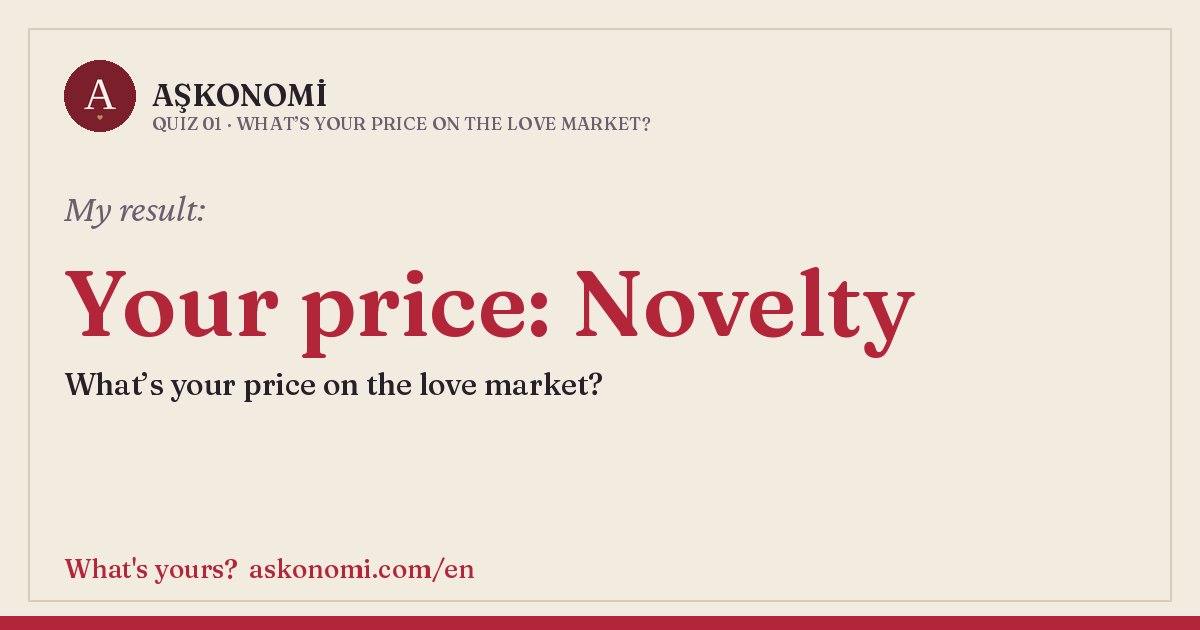 A
AŞKONOMİ
QUIZ 01 · WHAT’S YOUR PRICE ON THE LOVE MARKET?
My result:
Your price: Novelty
What’s your price on the love market?
What's yours? askonomi.com/en